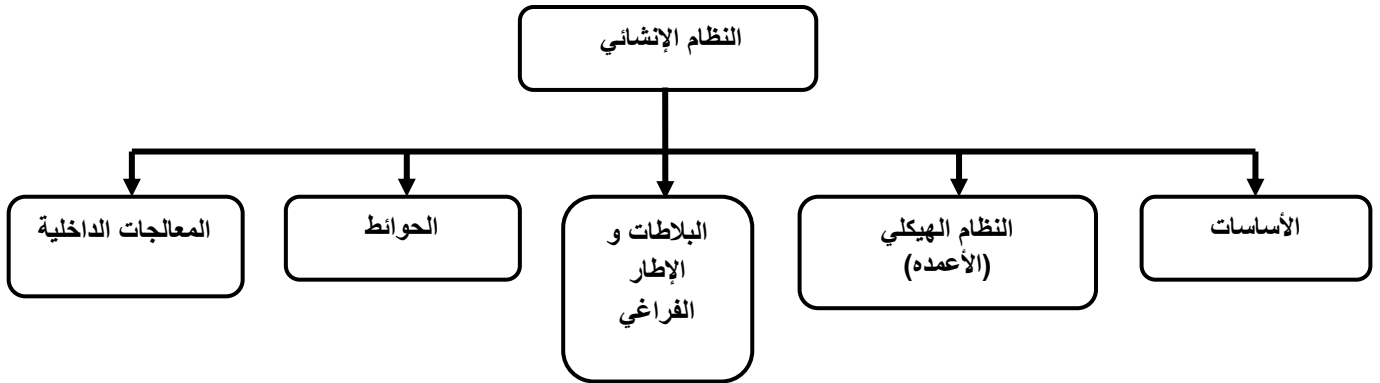 النظام الإنشائي
الأساسات
النظام الهيكلي
(الأعمده)
البلاطات و
الإطار
الفراغي
الحوائط
المعالجات الداخلية